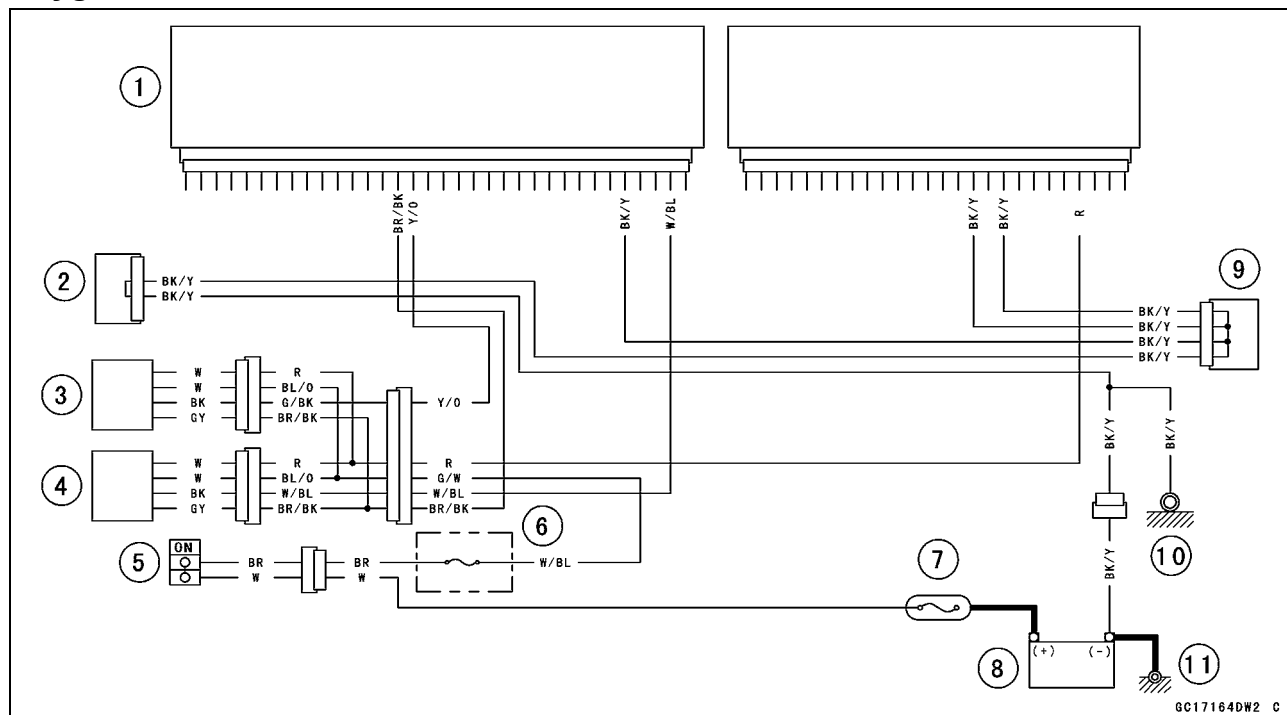 1
BR/BK
Y/O
BK/Y
W/BL
BK/Y
BK/Y
R
2
BK/Y
BK/Y
9
BK/Y
BK/Y
BK/Y
BK/Y
3
W R
W BL/O
BK G/BK Y/O
GY BR/BK
4
W R R
W BL/O G/W
BK W/BL W/BL
GY BR/BK BR/BK
BK/Y
BK/Y
5
ON
BR BR W/BL
W W
6
7
BK/Y
10
8
(+) (-)
11
GC17164DW2 C